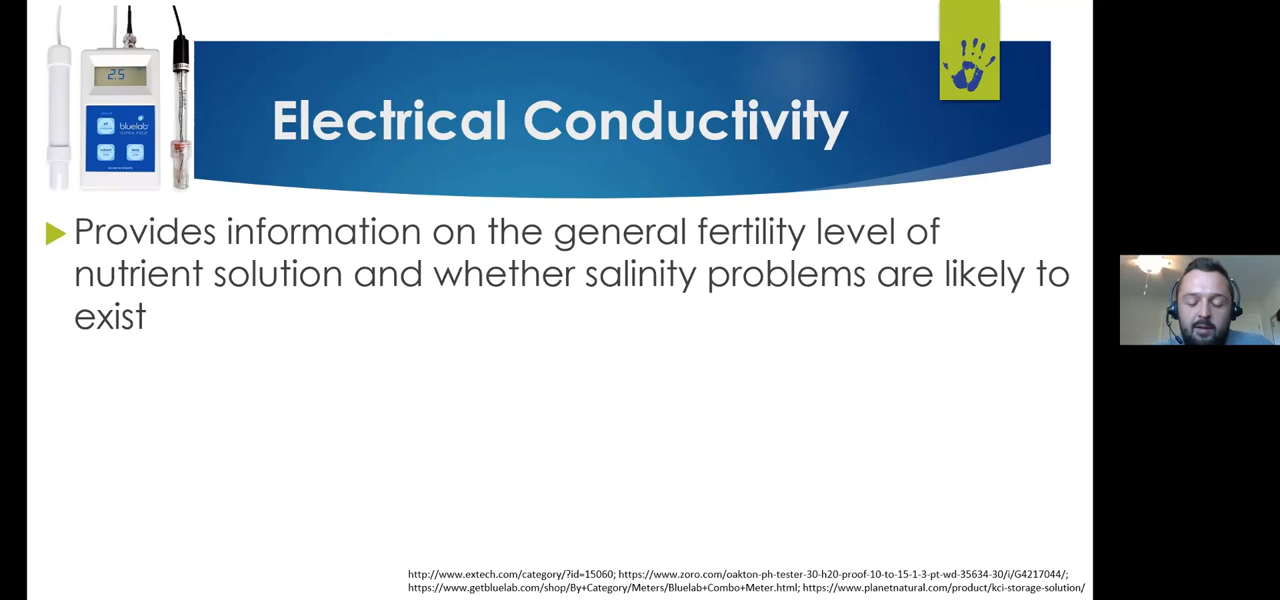 Electrical Conductivity
2.5
bluelab
Provides information on the general fertility level of
nutrient solution and whether salinity problems are likely to
exist
http://www.extech.com/category/?id=15060; https://www.zoro.com/oakton-ph-tester-30-h20-proof-10-to-15-1-3-pt-wd-35634-30/i/G4217044/;
https://www.getbluelab.com/shop/By+Category/Meters/Bluelab+Combo+Meter.html; https://www.planetnatural.com/product/kci-storage-solution/